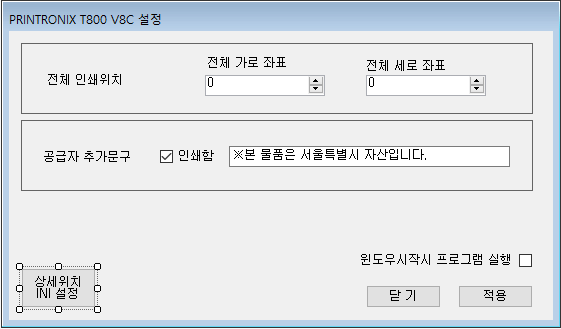 PRINTRONIX T800 V8C 설정
전체 인쇄위치
전체 가로 좌표
0
전체 세로 좌표
0
공급자 추가문구
인쇄함
※본 물품은 서울특별시 자산입니다.
윈도우시작시 프로그램 실행
상세위치
INI 설정
닫 기
적용